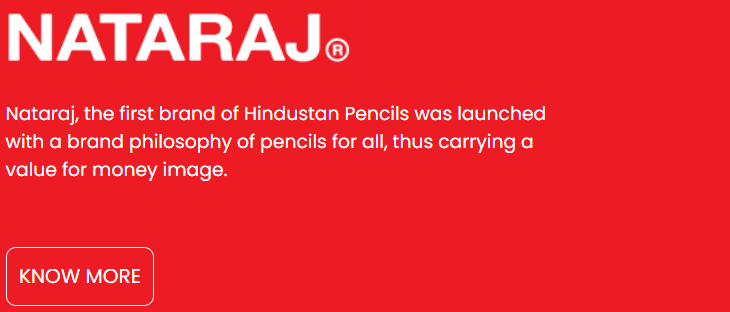 NATARAJ®
Nataraj, the first brand of Hindustan Pencils was launched
with a brand philosophy of pencils for all, thus carrying a
value for money image.
KNOW MORE